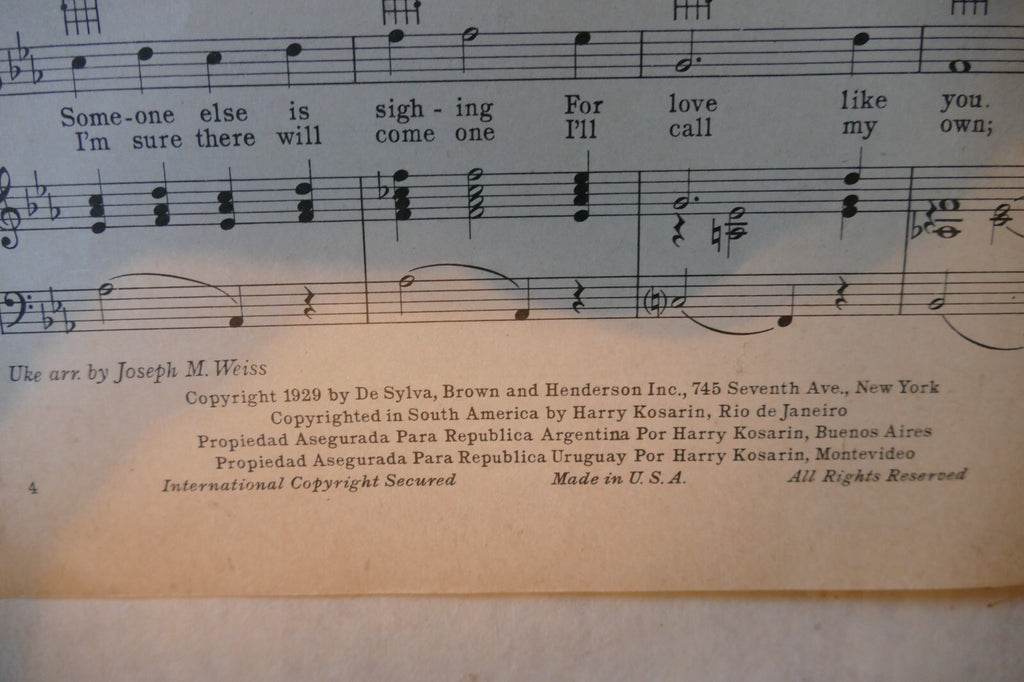 Some-one else is sigh - ing For love like you.
I'm sure there will come one I'll call my own;
Uke arr. by Joseph M. Weiss
Copyright 1929 by De Sylva, Brown and Henderson Inc., 745 Seventh Ave., New York
Copyrighted in South America by Harry Kosarin, Rio de Janeiro
Propiedad Asegurada Para Republica Argentina Por Harry Kosarin, Buenos Aires
Propiedad Asegurada Para Republica Uruguay Por Harry Kosarin, Montevideo
4 International Copyright Secured Made in U. S. A. All Rights Reserved